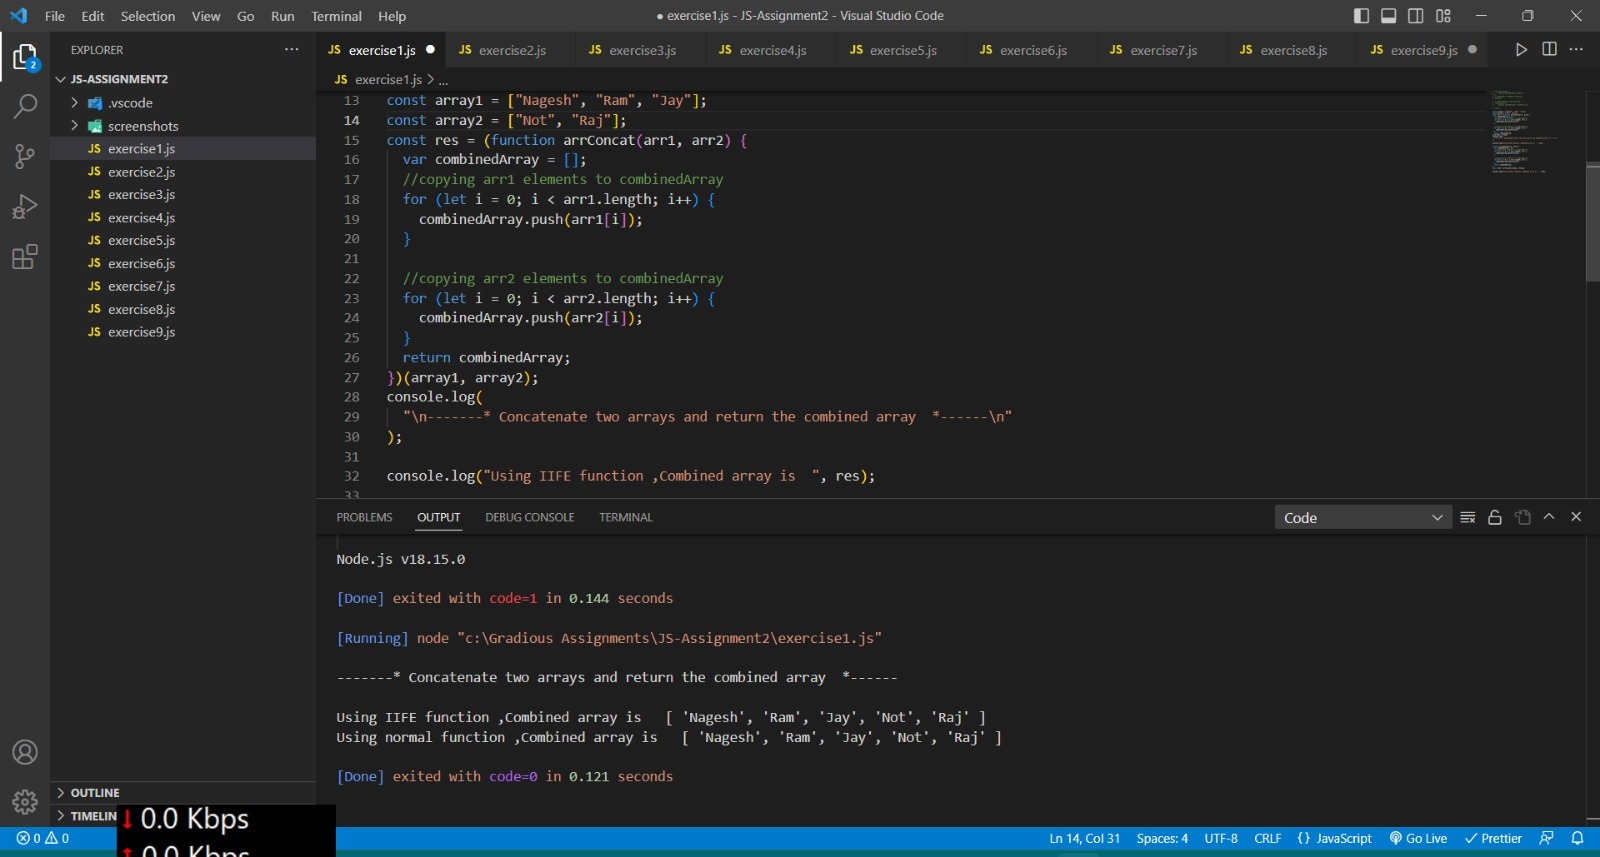 File Edit Selection View Go Run Terminal Help
● exercise1.js - JS-Assignment2 - Visual Studio Code
EXPLORER
2
JS-ASSIGNMENT2
.vscode
screenshots
JS exercise1.js
JS exercise2.js
JS exercise3.js
JS exercise4.js
JS exercise5.js
JS exercise6.js
JS exercise7.js
JS exercise8.js
JS exercise9.js
OUTLINE
TIMELIN
JS exercise1.js ● JS exercise2.js JS exercise3.js JS exercise4.js JS exercise5.js JS exercise6.js JS exercise7.js JS exercise8.js JS exercise9.js ●
JS exercise1.js > ...
13 const array1 = ["Nagesh", "Ram", "Jay"];
14 const array2 = ["Not", "Raj"];
15 const res = (function arrConcat(arr1, arr2) {
16 var combinedArray = [];
17 //copying arr1 elements to combinedArray
18 for (let i = 0; i < arr1.length; i++) {
19 combinedArray.push(arr1[i]);
20 }
21
22 //copying arr2 elements to combinedArray
23 for (let i = 0; i < arr2.length; i++) {
24 combinedArray.push(arr2[i]);
25 }
26 return combinedArray;
27 })(array1, array2);
28 console.log(
29 "\n-------* Concatenate two arrays and return the combined array  *------\n"
30 );
31
32 console.log("Using IIFE function ,Combined array is  ", res);
33
PROBLEMS OUTPUT DEBUG CONSOLE TERMINAL
Code
Node.js v18.15.0
[Done] exited with code=1 in 0.144 seconds
[Running] node "c:\Gradious Assignments\JS-Assignment2\exercise1.js"
-------* Concatenate two arrays and return the combined array  *------
Using IIFE function ,Combined array is   [ 'Nagesh', 'Ram', 'Jay', 'Not', 'Raj' ]
Using normal function ,Combined array is   [ 'Nagesh', 'Ram', 'Jay', 'Not', 'Raj' ]
[Done] exited with code=0 in 0.121 seconds
0.0 Kbps
0.0 Kbps
0 0
Ln 14, Col 31 Spaces: 4 UTF-8 CRLF {} JavaScript Go Live Prettier